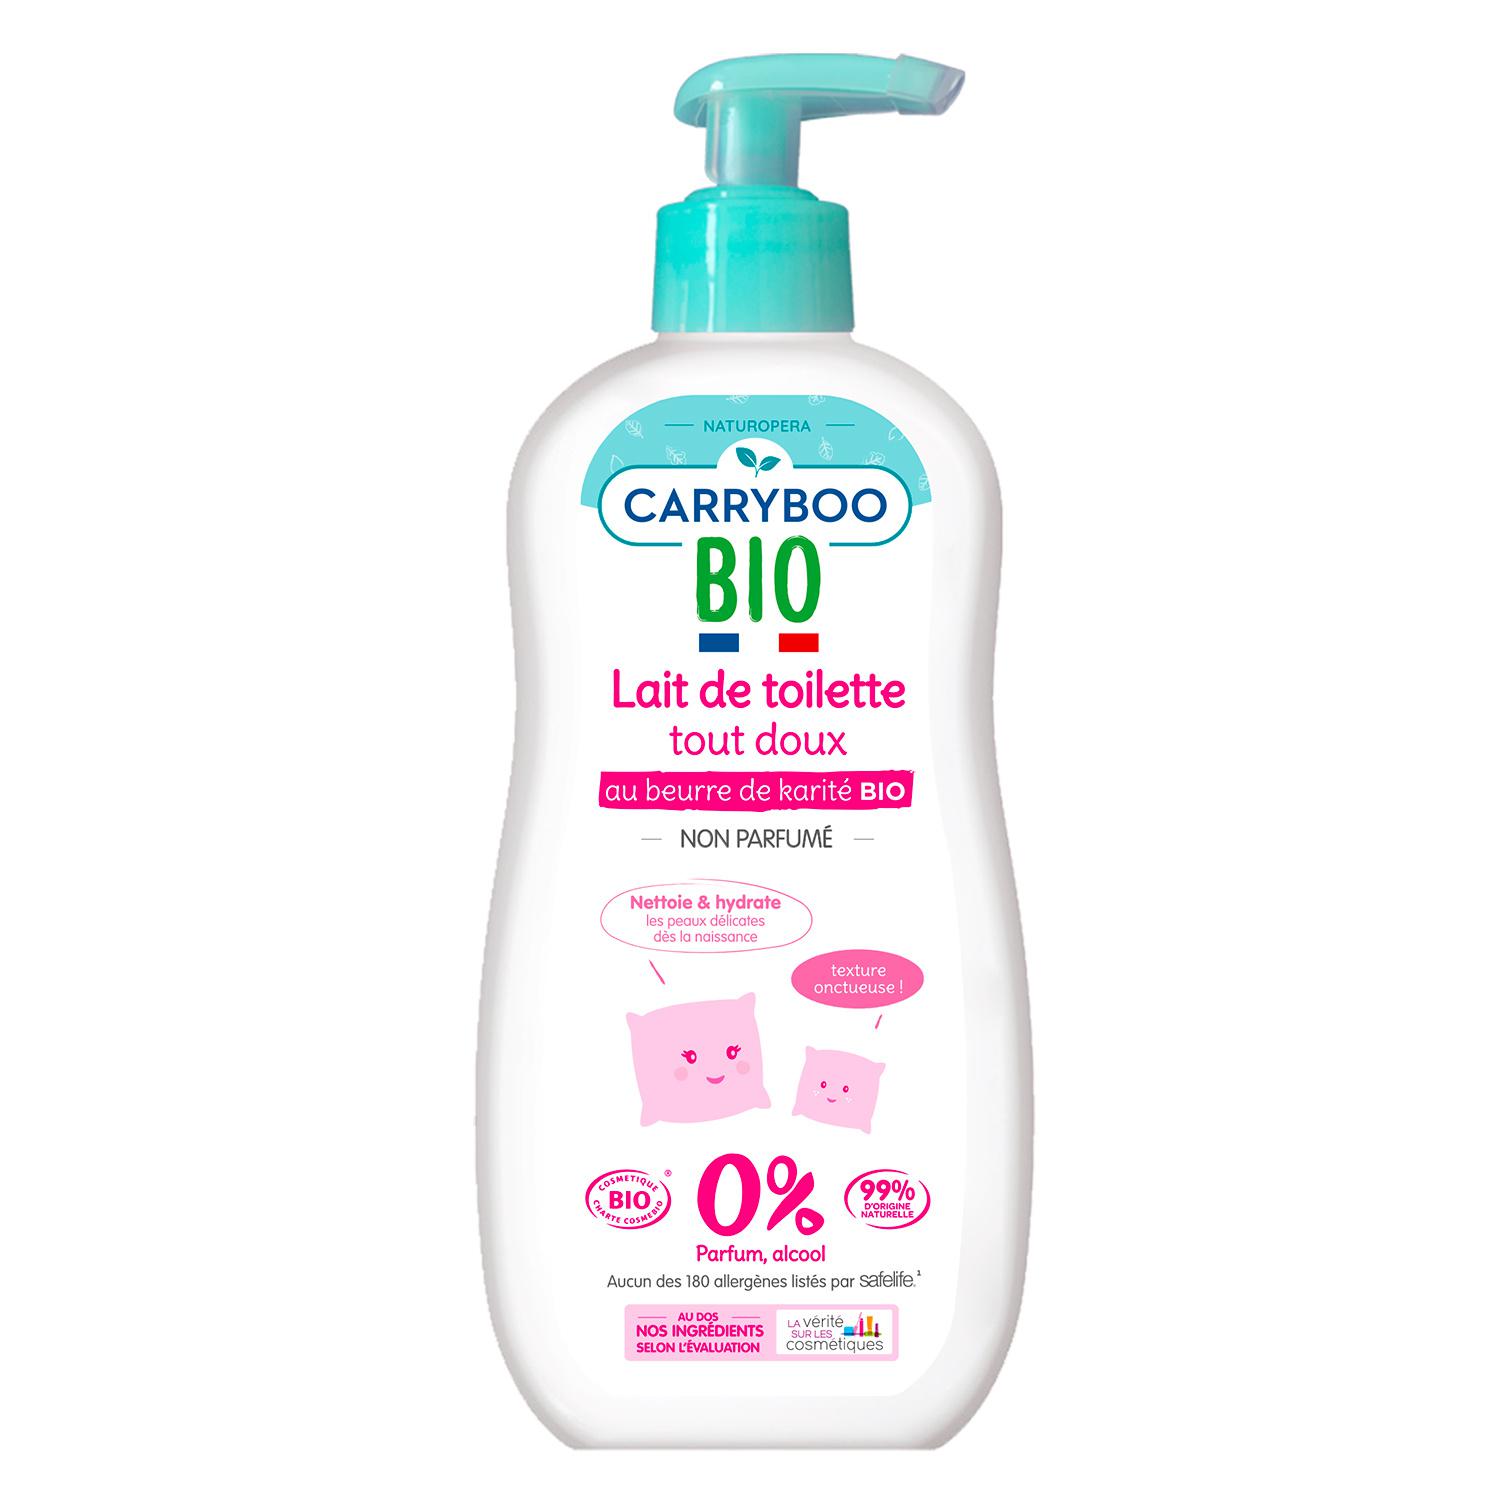 NATUROPERA
CARRYBOO
BIO
Lait de toilette
tout doux
au beurre de karité BIO
NON PARFUMÉ
Nettoie & hydrate
les peaux délicates
dès la naissance
texture
onctueuse !
COSMETIQUE ®
BIO
CHARTE COSMEBIO
0%
99%
D'ORIGINE
NATURELLE
Parfum, alcool
Aucun des 180 allergènes listés par safelife.¹
AU DOS
NOS INGRÉDIENTS
SELON L'ÉVALUATION
LA vérité
SUR LES
cosmétiques